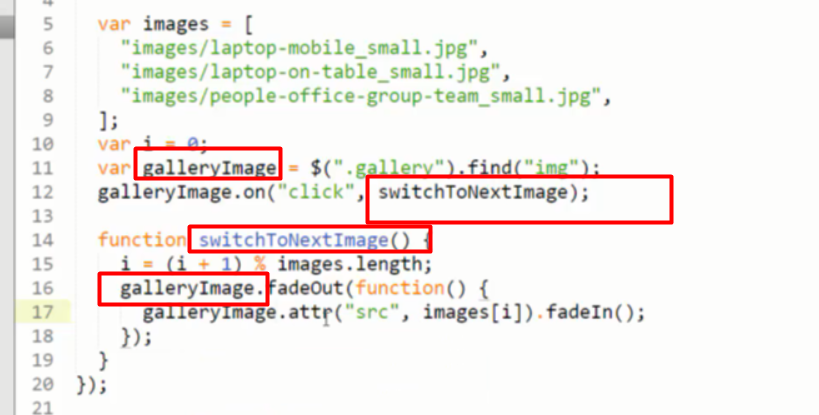 4
5 var images = [
6 "images/laptop-mobile_small.jpg",
7 "images/laptop-on-table_small.jpg",
8 "images/people-office-group-team_small.jpg",
9 ];
10 var i = 0;
11 var galleryImage = $(".gallery").find("img");
12 galleryImage.on("click", switchToNextImage);
13
14 function switchToNextImage() {
15 i = (i + 1) % images.length;
16 galleryImage.fadeOut(function() {
17 galleryImage.attr("src", images[i]).fadeIn();
18 });
19 }
20 });
21